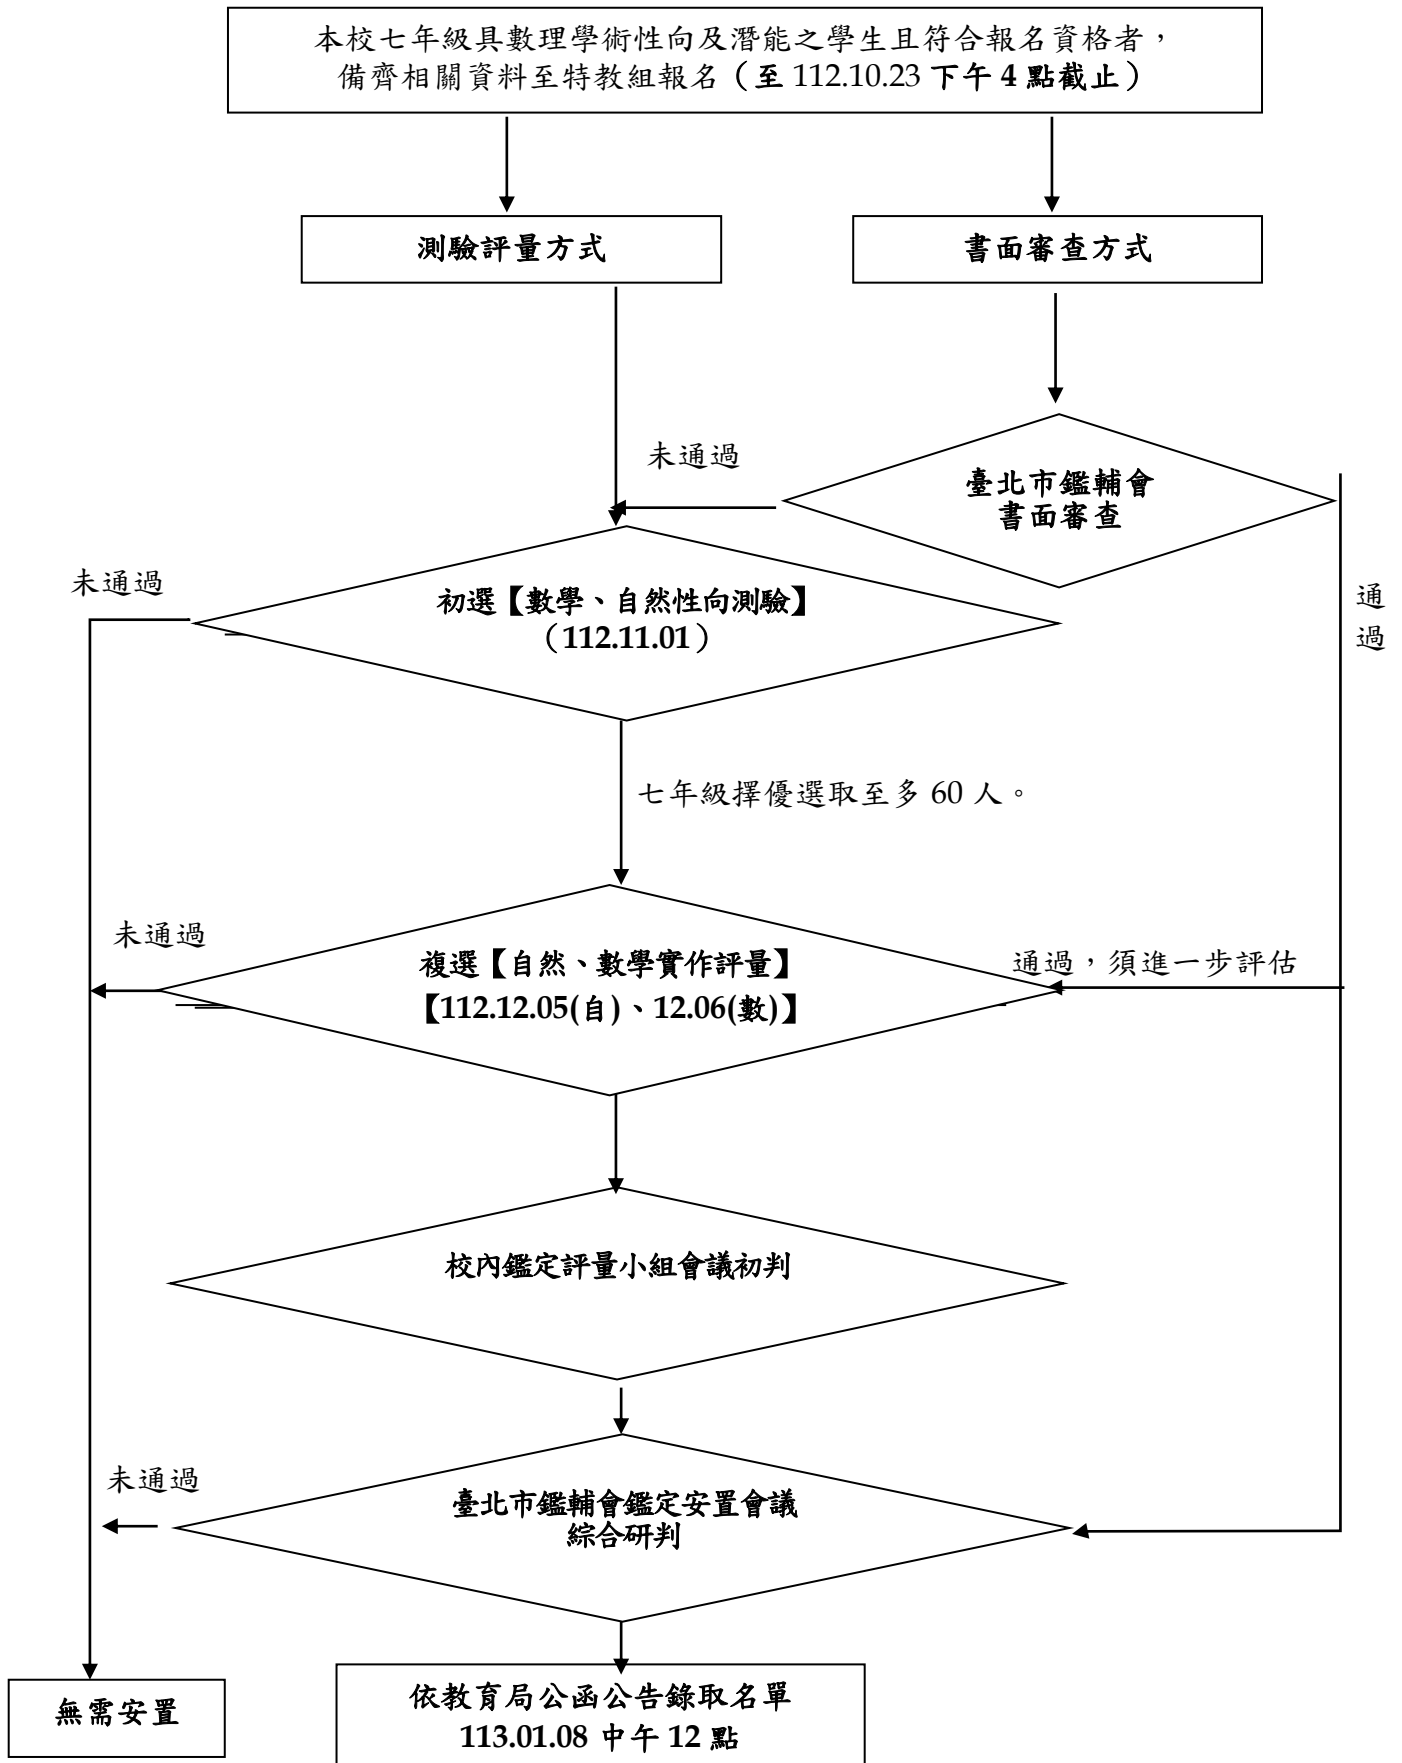 本校七年級具數理學術性向及潛能之學生且符合報名資格者，
備齊相關資料至特教組報名（至 112.10.23 下午 4 點截止）
測驗評量方式
書面審查方式
未通過
臺北市鑑輔會
書面審查
未通過
初選【數學、自然性向測驗】
（112.11.01）
通
過
七年級擇優選取至多 60 人。
未通過
複選【自然、數學實作評量】
【112.12.05(自)、12.06(數)】
通過，須進一步評估
校內鑑定評量小組會議初判
未通過
臺北市鑑輔會鑑定安置會議
綜合研判
無需安置
依教育局公函公告錄取名單
113.01.08 中午 12 點